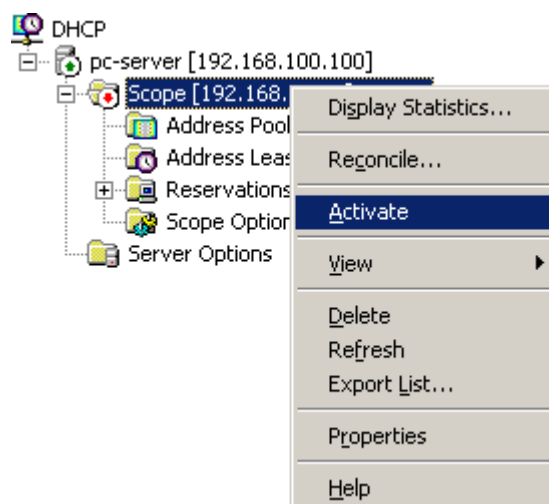 DHCP
pc-server [192.168.100.100]
Scope [192.168.
Address Pool
Address Leas
Reservations
Scope Option
Server Options
Display Statistics...
Reconcile...
Activate
View
Delete
Refresh
Export List...
Properties
Help